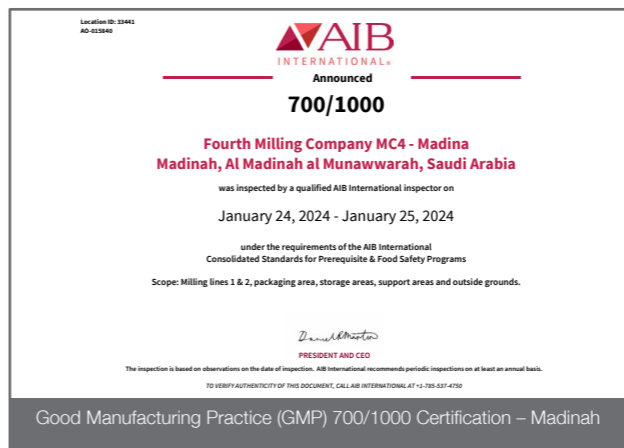 Location ID: 33441
AD-015840
AIB
INTERNATIONAL®
Announced
700/1000
Fourth Milling Company MC4 - Madina
Madinah, Al Madinah al Munawwarah, Saudi Arabia
was inspected by a qualified AIB International inspector on
January 24, 2024 - January 25, 2024
under the requirements of the AIB International
Consolidated Standards for Prerequisite & Food Safety Programs
Scope: Milling lines 1 & 2, packaging area, storage areas, support areas and outside grounds.
PRESIDENT AND CEO
The inspection is based on observations on the date of inspection. AIB International recommends periodic inspections on at least an annual basis.
TO VERIFY AUTHENTICITY OF THIS DOCUMENT, CALL AIB INTERNATIONAL AT +1-785-537-4750
Good Manufacturing Practice (GMP) 700/1000 Certification – Madinah